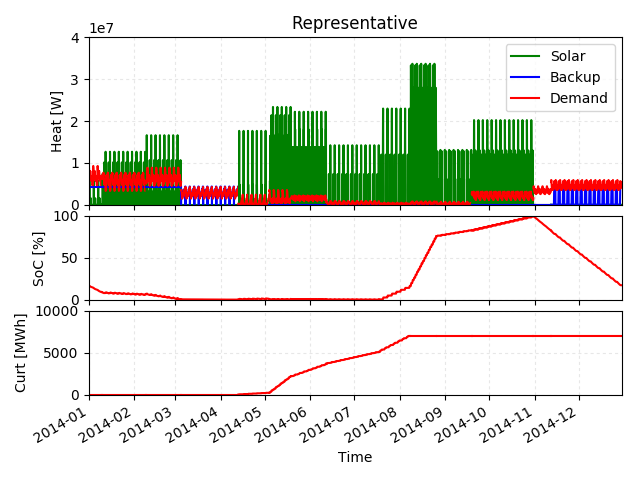 Representative
1e7
4
3
2
1
0
Heat [W]
Solar
Backup
Demand
100
50
0
SoC [%]
10000
5000
0
Curt [MWh]
2014-01
2014-02
2014-03
2014-04
2014-05
2014-06
2014-07
2014-08
2014-09
2014-10
2014-11
2014-12
Time